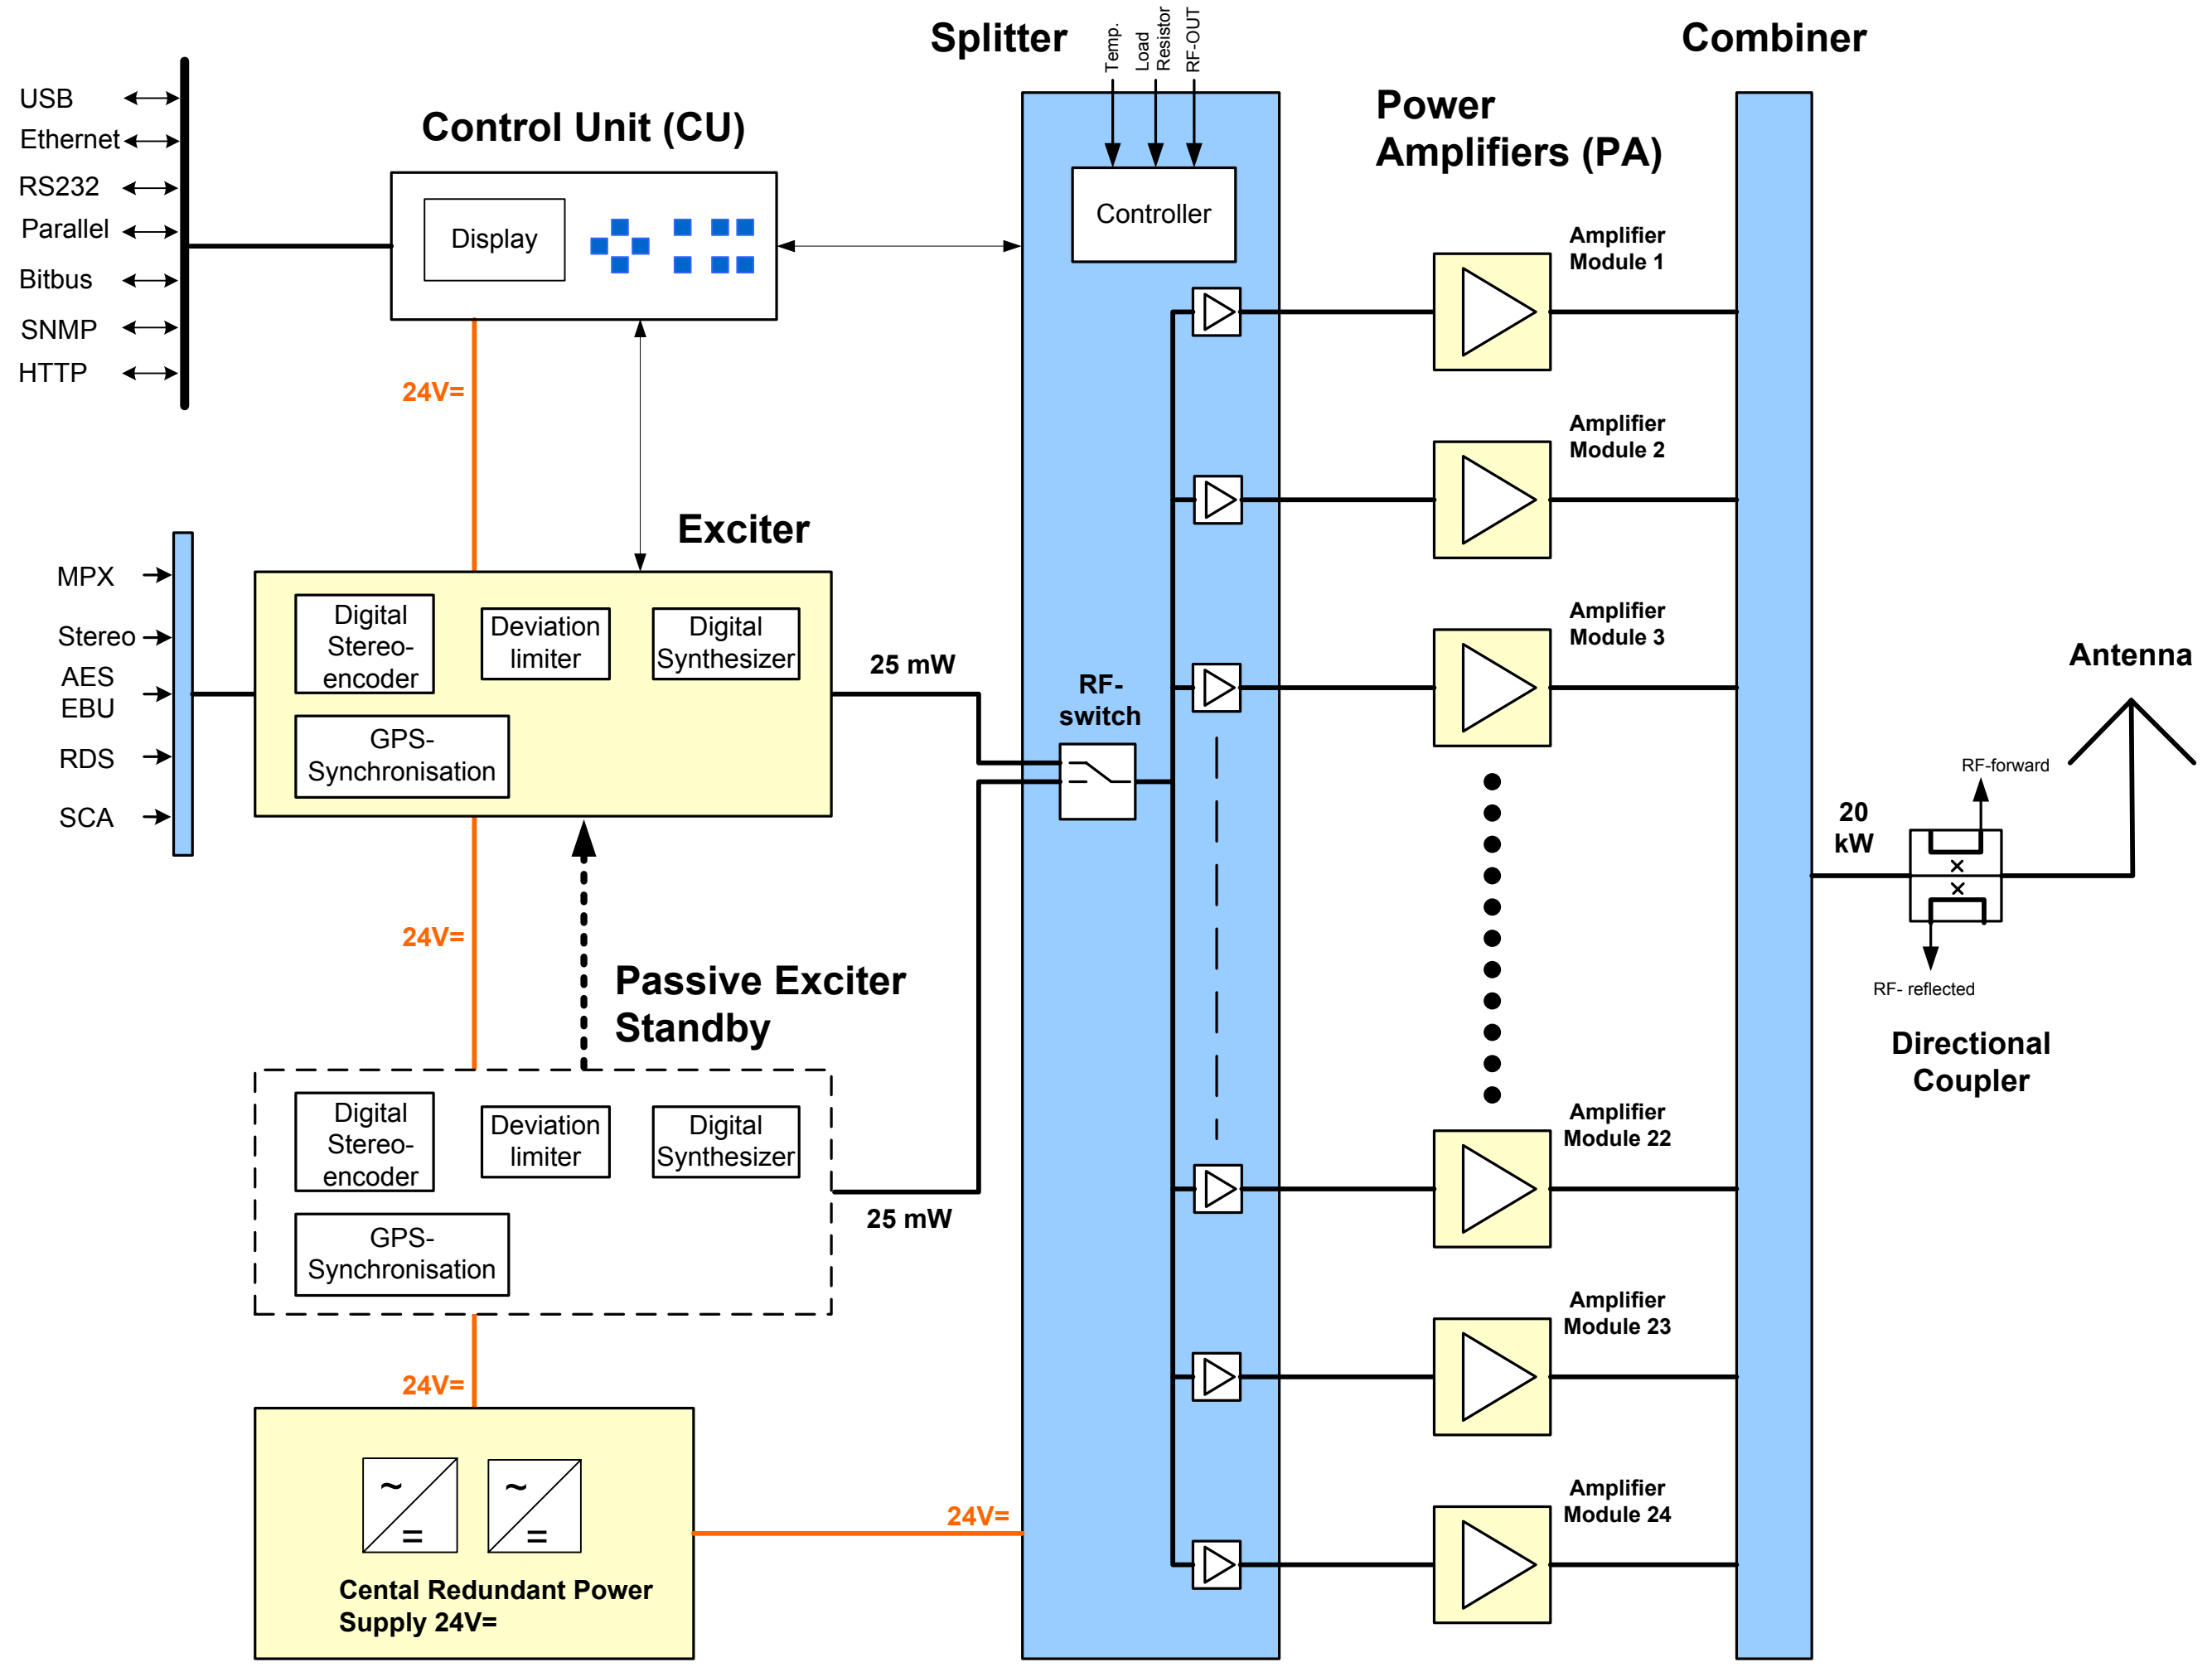 Splitter
Combiner
Temp.
Load
Resistor
RF-OUT
USB
Ethernet
RS232
Parallel
Bitbus
SNMP
HTTP
Control Unit (CU)
Display
Controller
Power
Amplifiers (PA)
Amplifier
Module 1
24V=
Amplifier
Module 2
Exciter
MPX
Stereo
AES
EBU
RDS
SCA
Digital
Stereo-
encoder
Deviation
limiter
Digital
Synthesizer
GPS-
Synchronisation
25 mW
RF-
switch
Amplifier
Module 3
Antenna
RF-forward
20
kW
RF- reflected
Directional
Coupler
24V=
Passive Exciter
Standby
Digital
Stereo-
encoder
Deviation
limiter
Digital
Synthesizer
GPS-
Synchronisation
25 mW
Amplifier
Module 22
Amplifier
Module 23
24V=
~
=
~
=
Cental Redundant Power
Supply 24V=
24V=
Amplifier
Module 24